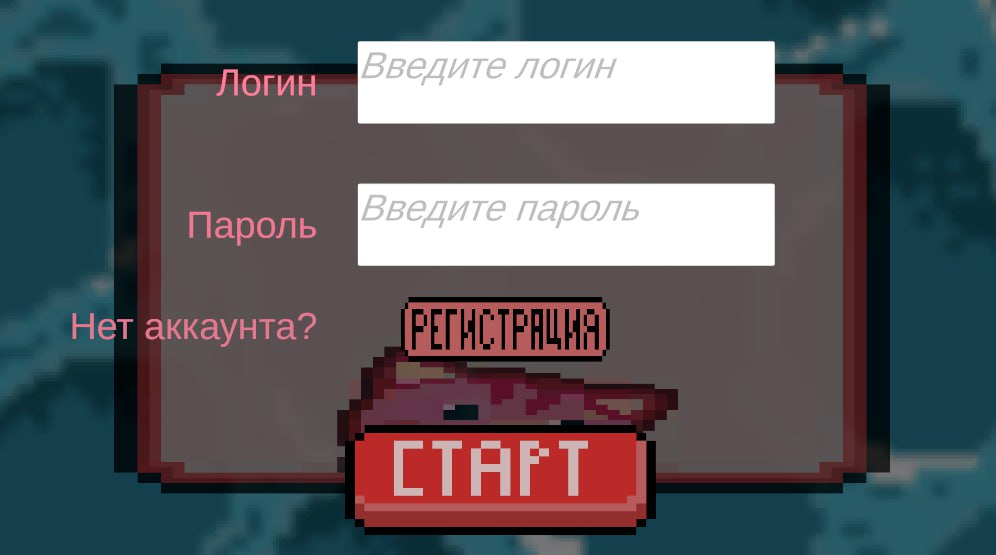 Логин
Введите логин
Пароль
Введите пароль
Нет аккаунта?
РЕГИСТРАЦИЯ
СТАРТ